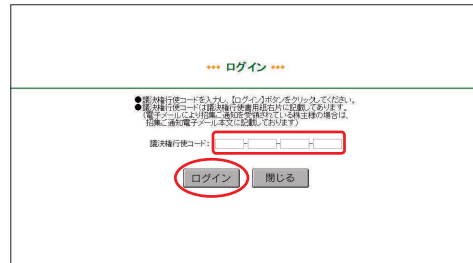 *** ログイン ***
●議決権行使コードを入力し、【ログイン】ボタンをクリックしてください。
●議決権行使コードは議決権行使書用紙右片に記載してあります。
(電子メールにより招集ご通知を受領されている株主様の場合は、
招集ご通知電子メール本文に記載しております)
議決権行使コード: - - -
ログイン 閉じる